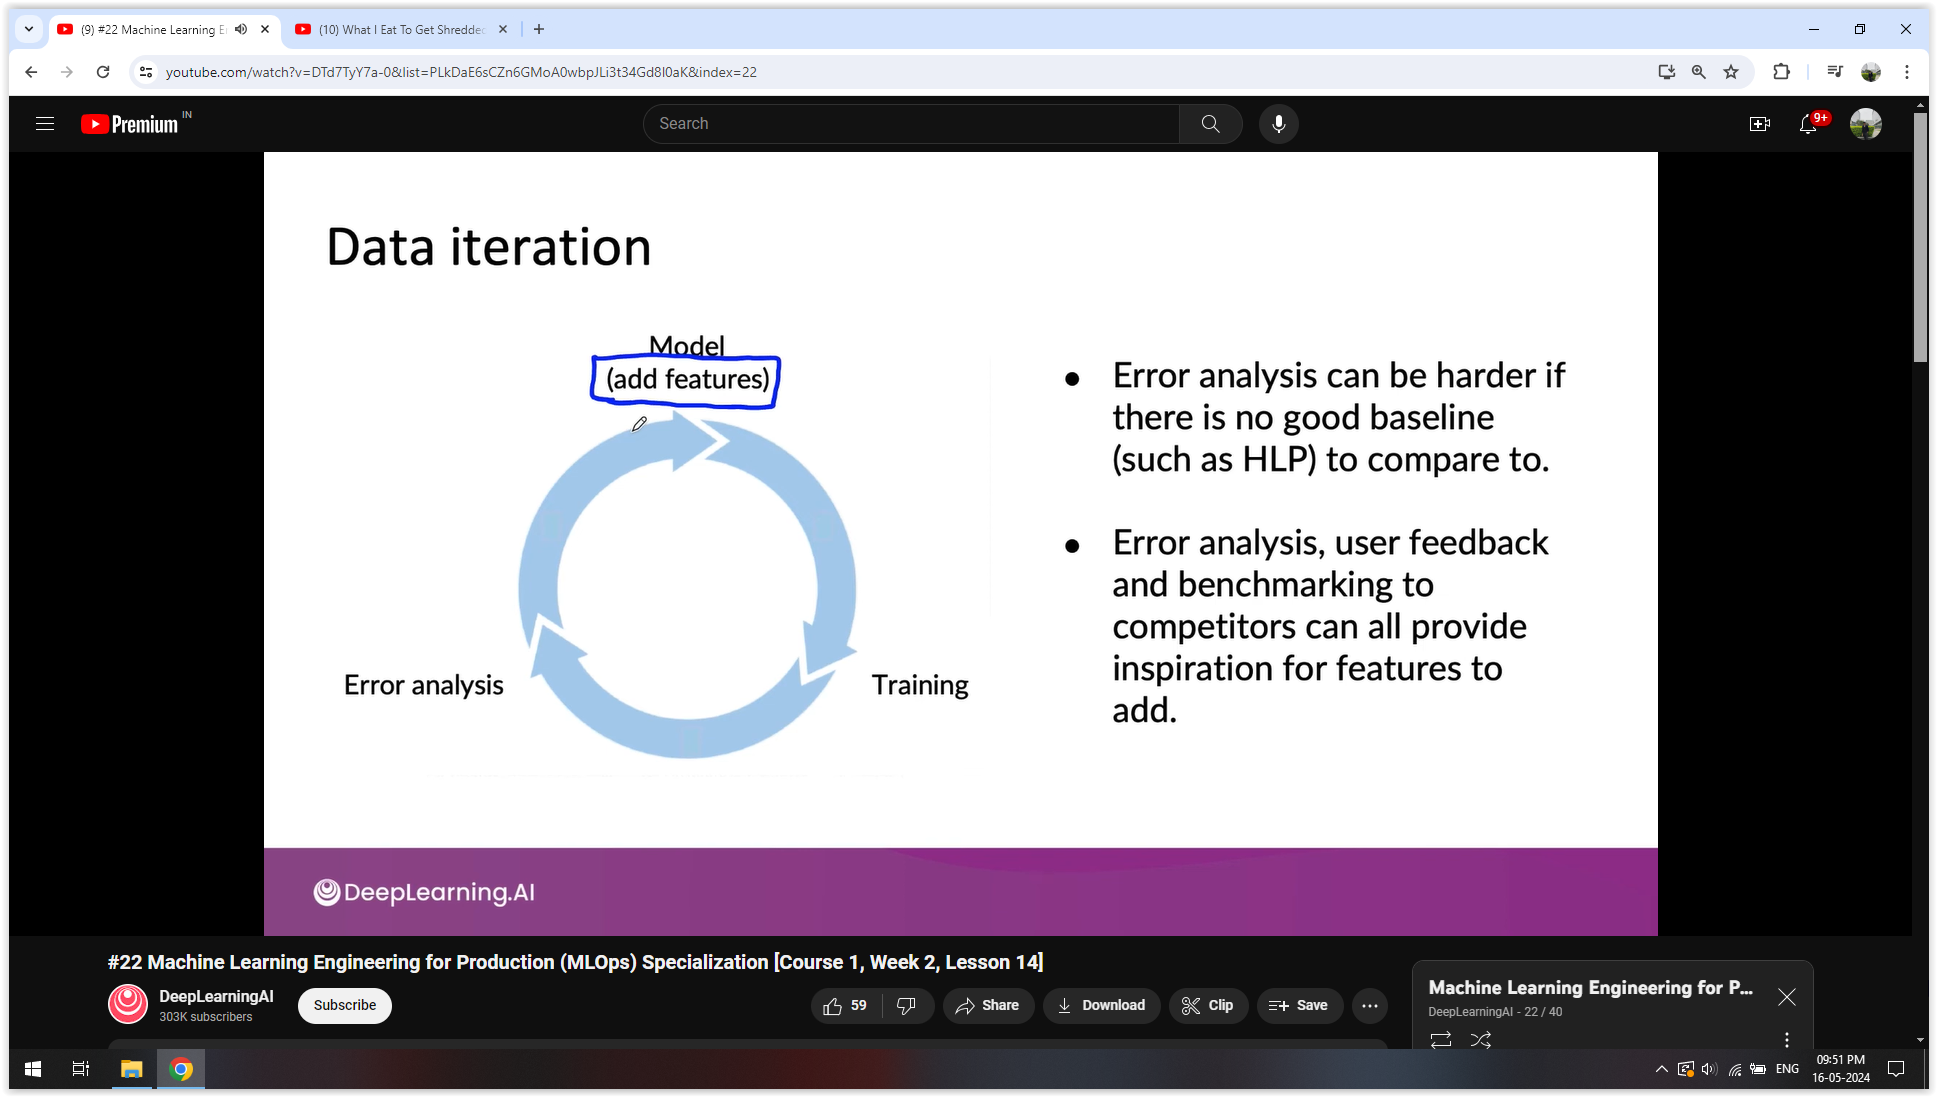 (9) #22 Machine Learning E
(10) What I Eat To Get Shredded
youtube.com/watch?v=DTd7TyY7a-0&list=PLkDaE6sCZn6GMoA0wbpJLi3t34Gd8l0aK&index=22
Premium IN
Search
9+
Data iteration
Model
(add features)
Error analysis
Training
● Error analysis can be harder if
there is no good baseline
(such as HLP) to compare to.
● Error analysis, user feedback
and benchmarking to
competitors can all provide
inspiration for features to
add.
DeepLearning.AI
#22 Machine Learning Engineering for Production (MLOps) Specialization [Course 1, Week 2, Lesson 14]
DeepLearningAI
303K subscribers
Subscribe
59
Share
Download
Clip
Save
Machine Learning Engineering for P...
DeepLearningAI - 22 / 40
ENG
09:51 PM
16-05-2024